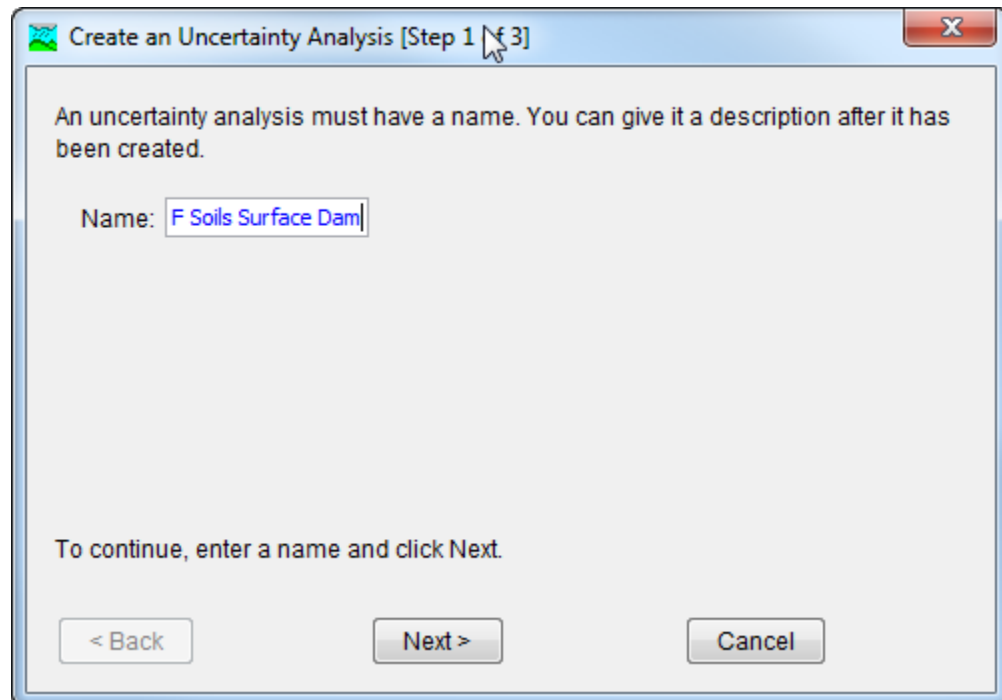 Create an Uncertainty Analysis [Step 1 of 3]
An uncertainty analysis must have a name. You can give it a description after it has
been created.
Name: F Soils Surface Dam
To continue, enter a name and click Next.
< Back Next > Cancel